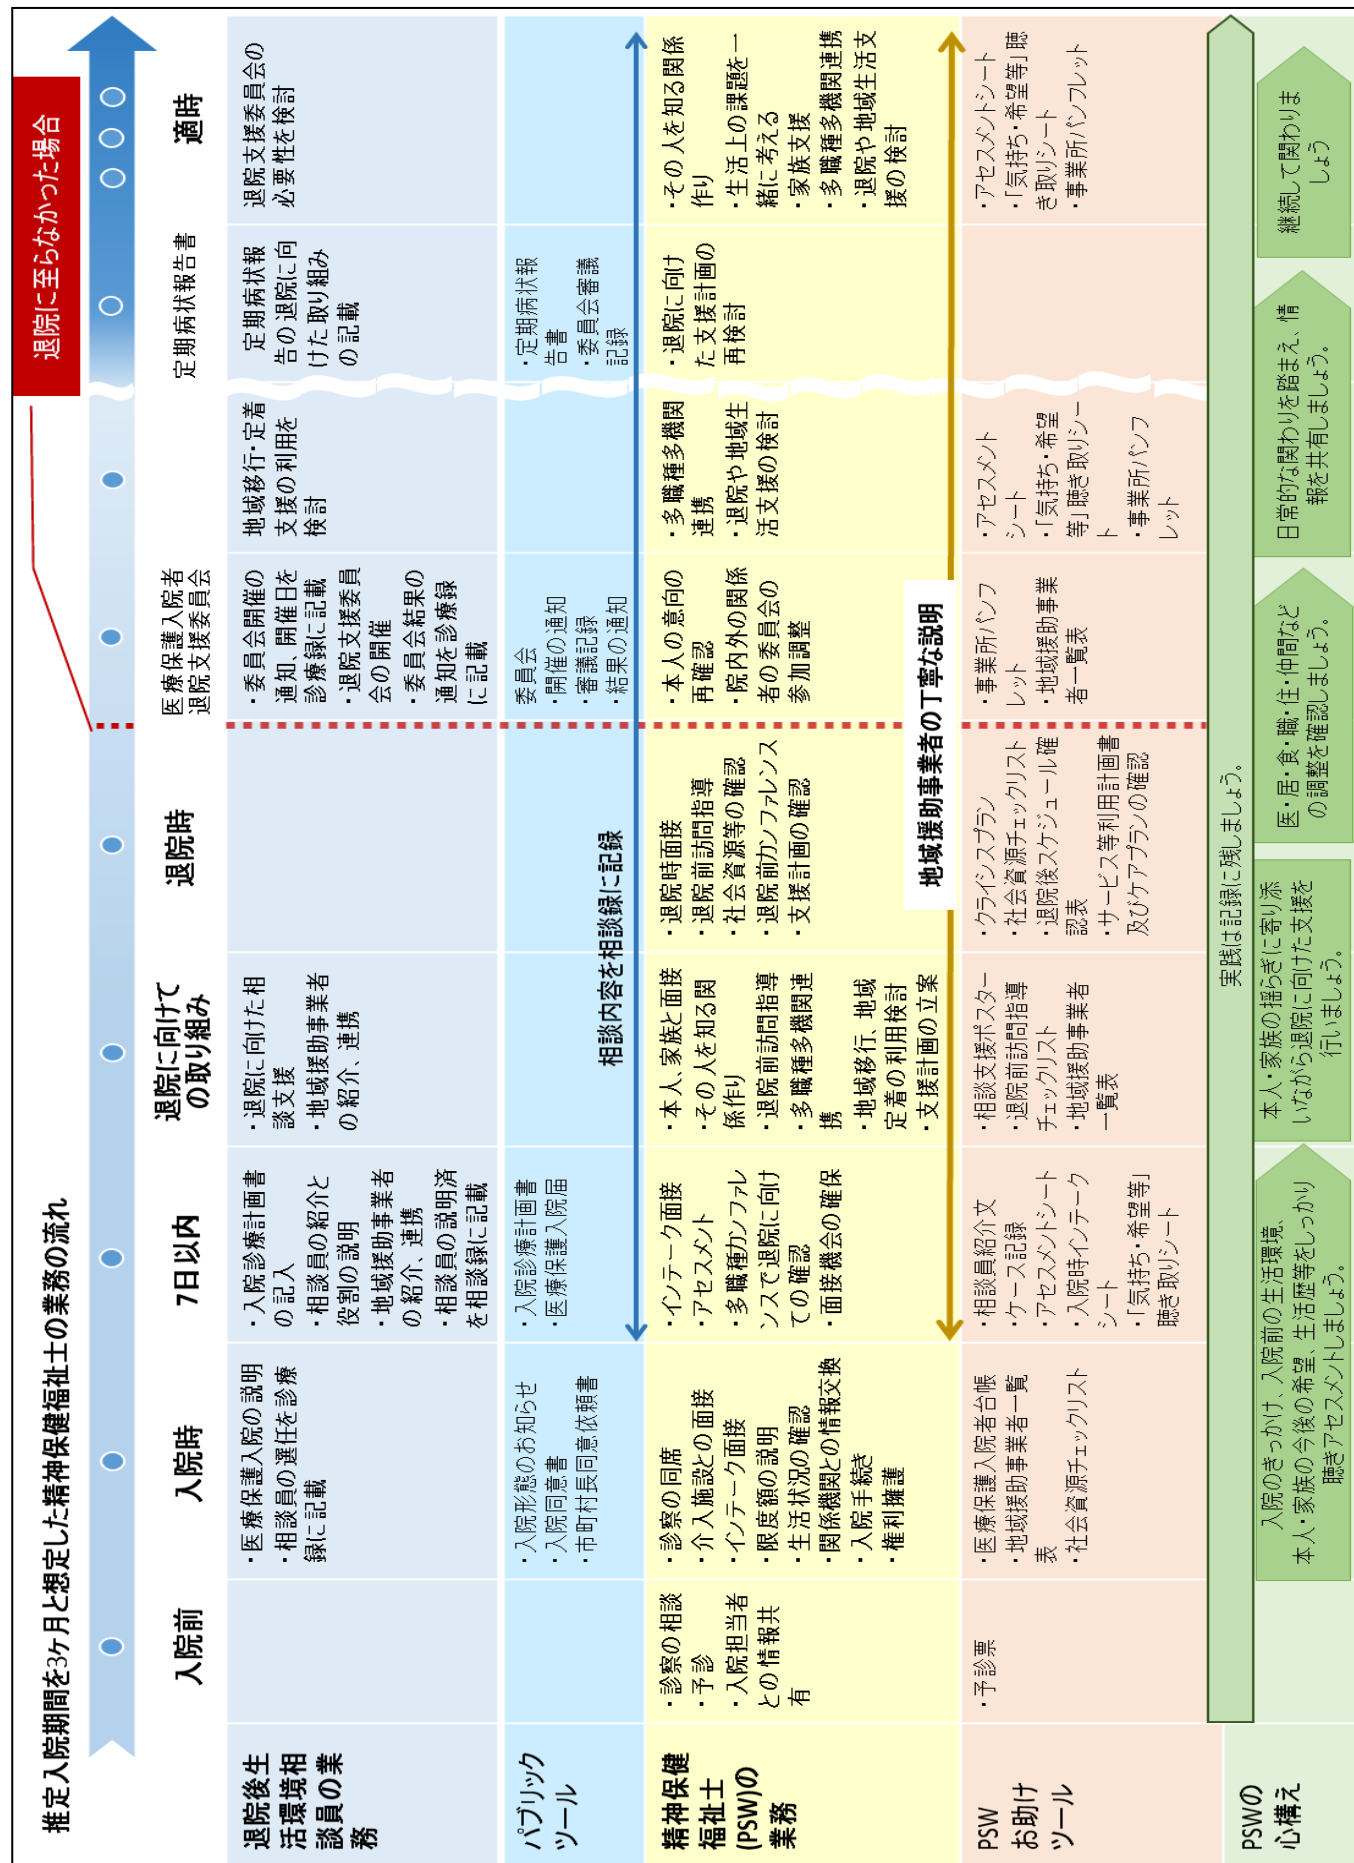 推定入院期間を3ヶ月と想定した精神保健福祉士の業務の流れ
退院に至らなかった場合
入院前
入院時
7日以内
退院に向けて
の取り組み
退院時
医療保護入院者
退院支援委員会
定期病状報告書
適時
退院後生
活環境相
談員の業
務
・医療保護入院の説明
・相談員の選任を診療
録に記載
・入院診療計画書
の記入
・相談員の紹介と
役割の説明
・地域援助事業者
の紹介、連携
・相談員の説明済
を相談録に記載
・退院に向けた相
談支援
・地域援助事業者
の紹介、連携
・委員会開催の
通知、開催日を
診療録に記載
・退院支援委員
会の開催
・委員会結果の
通知を診療録
に記載
地域移行・定着
支援の利用を
検討
定期病状報
告の退院に向
けた取り組み
の記載
退院支援委員会の
必要性を検討
パブリック
ツール
・入院形態のお知らせ
・入院同意書
・市町村長同意依頼書
・入院診療計画書
・医療保護入院届
委員会
・開催の通知
・審議記録
・結果の通知
・定期病状報
告書
・委員会審議
記録
相談内容を相談録に記録
精神保健
福祉士
(PSW)の
業務
・診察の相談
・予診
・入院担当者
との情報共
有
・診察の同席
・介入施設との面接
・インテーク面接
・限度額の説明
・生活状況の確認
・関係機関との情報交換
・入院手続き
・権利擁護
・インテーク面接
・アセスメント
・多職種カンファレ
ンスで退院に向け
ての確認
・面接機会の確保
・本人、家族と面接
・その人を知る関
係作り
・退院前訪問指導
・多職種多機関連
携
・地域移行、地域
定着の利用検討
・支援計画の立案
・退院時面接
・退院前訪問指導
・社会資源等の確認
・退院前カンファレンス
・支援計画の確認
・本人の意向の
再確認
・院内外の関係
者の委員会の
参加調整
・多職種多機関
連携
・退院や地域生
活支援の検討
・退院に向け
た支援計画の
再検討
・その人を知る関係
作り
・生活上の課題を一
緒に考える
・家族支援
・多職種多機関連携
・退院や地域生活支
援の検討
地域援助事業者の丁寧な説明
PSW
お助け
ツール
・予診票
・医療保護入院者台帳
・地域援助事業者一覧
表
・社会資源チェックリスト
・相談員紹介文
・ケース記録
・アセスメントシート
・入院時インテーク
シート
・「気持ち・希望等」
聴き取りシート
・相談支援ポスター
・退院前訪問指導
チェックリスト
・地域援助事業者
一覧表
・クライシスプラン
・社会資源チェックリスト
・退院後スケジュール確
認表
・サービス等利用計画書
及びケアプランの確認
・事業所パンフ
レット
・地域援助事業
者一覧表
・アセスメント
シート
・「気持ち・希望
等」聴き取りシー
ト
・事業所パンフ
レット
・アセスメントシート
・「気持ち・希望等」聴
き取りシート
・事業所パンフレット
実践は記録に残しましょう。
PSWの
心構え
入院のきっかけ、入院前の生活環境、
本人・家族の今後の希望、生活歴等をしっかり
聴きアセスメントしましょう。
本人・家族の揺らぎに寄り添
いながら退院に向けた支援を
行いましょう。
医・居・食・職・住・仲間など
の調整を確認しましょう。
日常的な関わりを踏まえ、情
報を共有しましょう。
継続して関わりま
しょう